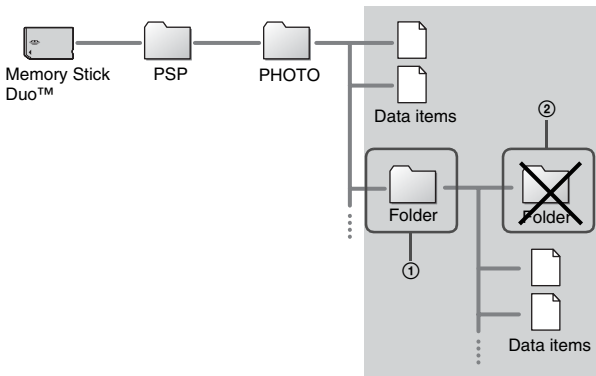 Memory Stick
Duo™
PSP
PHOTO
Data items
②
Folder
Folder
①
Data items